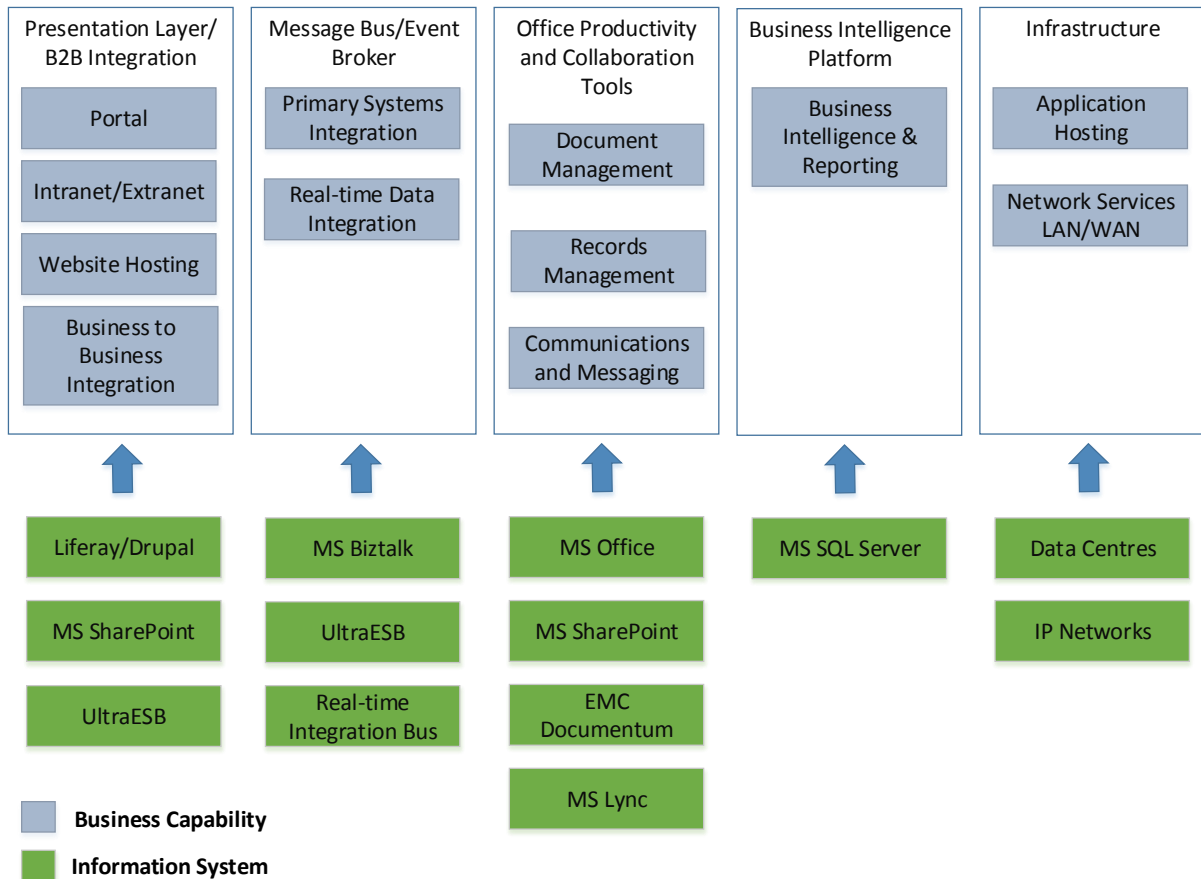 Presentation Layer/
B2B Integration
Portal
Intranet/Extranet
Website Hosting
Business to
Business
Integration
Message Bus/Event
Broker
Primary Systems
Integration
Real-time Data
Integration
Office Productivity
and Collaboration
Tools
Document
Management
Records
Management
Communications
and Messaging
Business Intelligence
Platform
Business
Intelligence &
Reporting
Infrastructure
Application
Hosting
Network Services
LAN/WAN
Liferay/Drupal
MS SharePoint
UltraESB
MS Biztalk
UltraESB
Real-time
Integration Bus
MS Office
MS SharePoint
EMC
Documentum
MS Lync
MS SQL Server
Data Centres
IP Networks
Business Capability
Information System